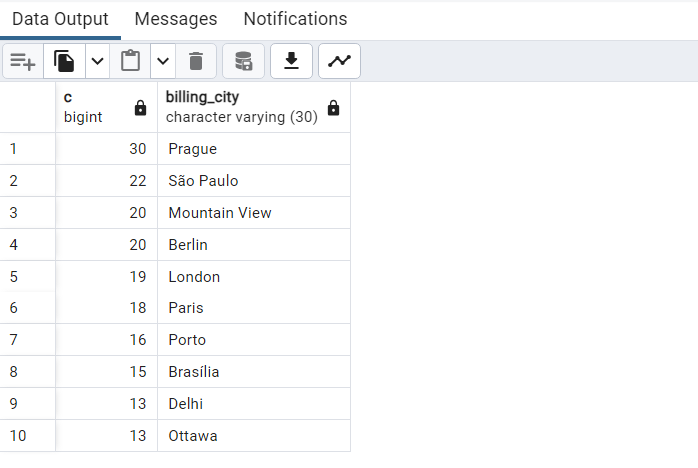 Data Output Messages Notifications
c billing_city
bigint character varying (30)
1 30 Prague
2 22 São Paulo
3 20 Mountain View
4 20 Berlin
5 19 London
6 18 Paris
7 16 Porto
8 15 Brasília
9 13 Delhi
10 13 Ottawa